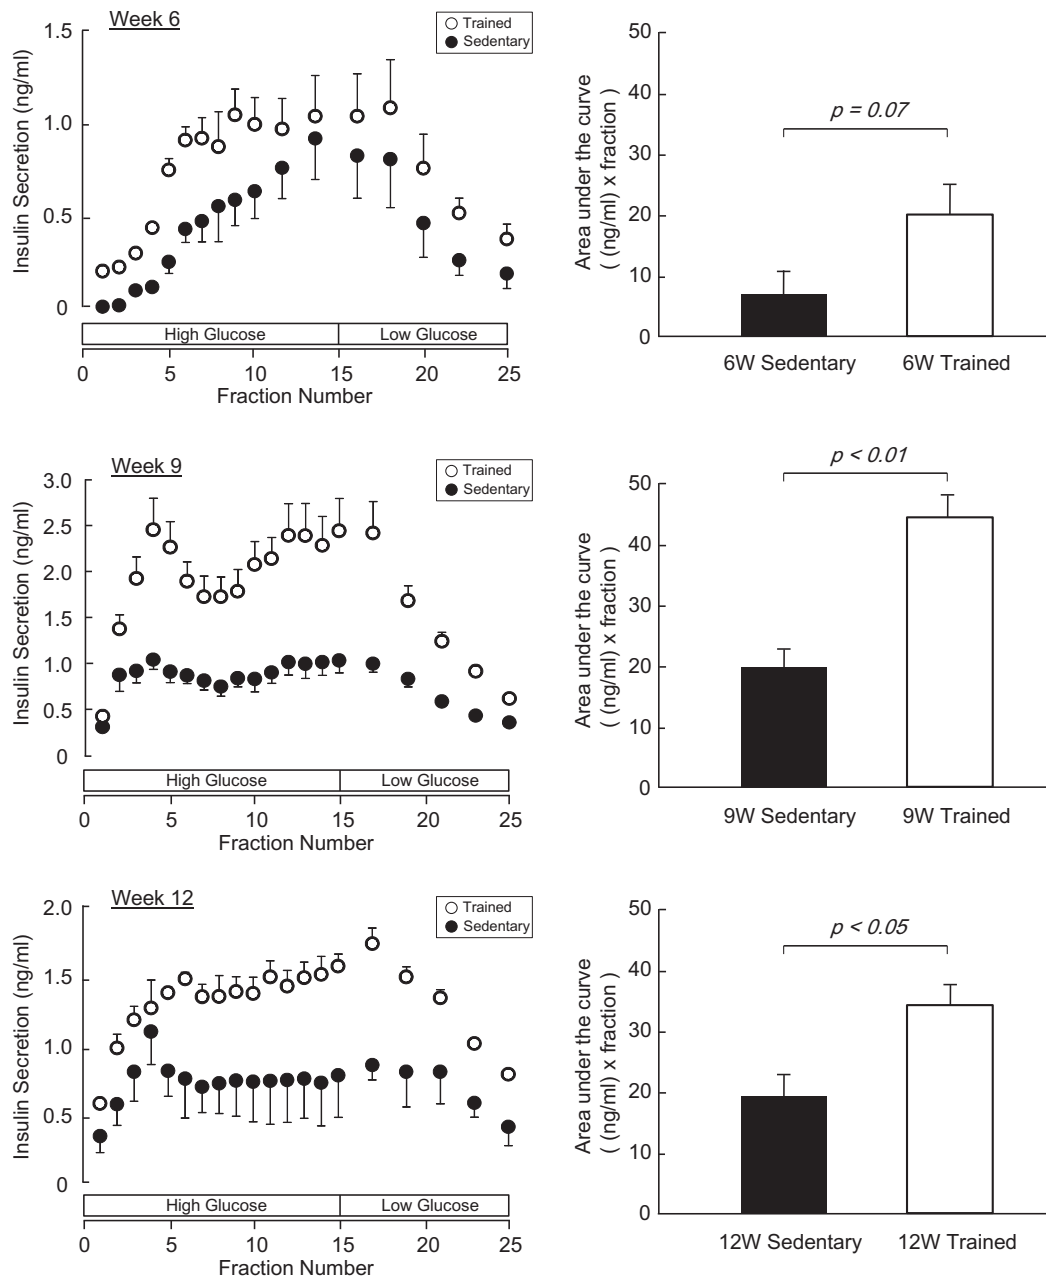 Week 6
Trained
Sedentary
Insulin Secretion (ng/ml)
1.5
1.0
0.5
0
High Glucose
Low Glucose
0
5
10
15
20
25
Fraction Number
Area under the curve
( (ng/ml) x fraction )
50
40
30
20
10
0
p = 0.07
6W Sedentary
6W Trained
Week 9
Trained
Sedentary
Insulin Secretion (ng/ml)
3.0
2.5
2.0
1.5
1.0
0.5
0
High Glucose
Low Glucose
0
5
10
15
20
25
Fraction Number
Area under the curve
( (ng/ml) x fraction )
50
40
30
20
10
0
p < 0.01
9W Sedentary
9W Trained
Week 12
Trained
Sedentary
Insulin Secretion (ng/ml)
2.0
1.5
1.0
0.5
0
High Glucose
Low Glucose
0
5
10
15
20
25
Fraction Number
Area under the curve
( (ng/ml) x fraction )
50
40
30
20
10
0
p < 0.05
12W Sedentary
12W Trained